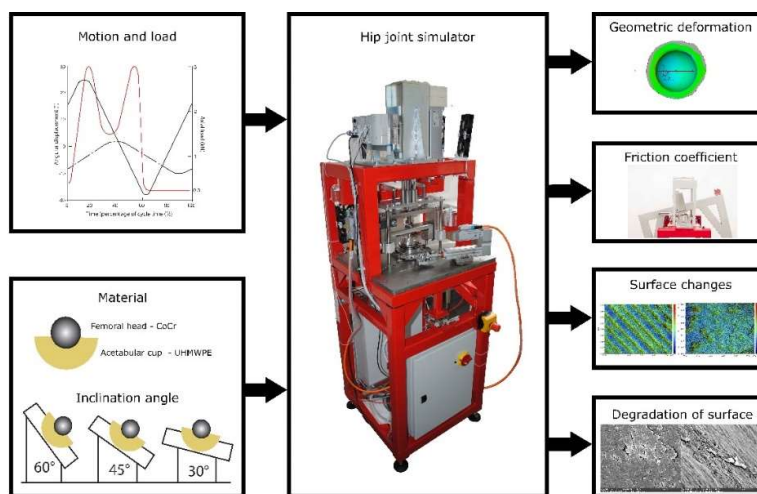 Motion and load
Time (percentage of cycle time (%))
Material
Femoral head - CoCr
Acetabular cup - UHMWPE
Inclination angle
60°
45°
30°
Hip joint simulator
Geometric deformation
Friction coefficient
Surface changes
Degradation of surface